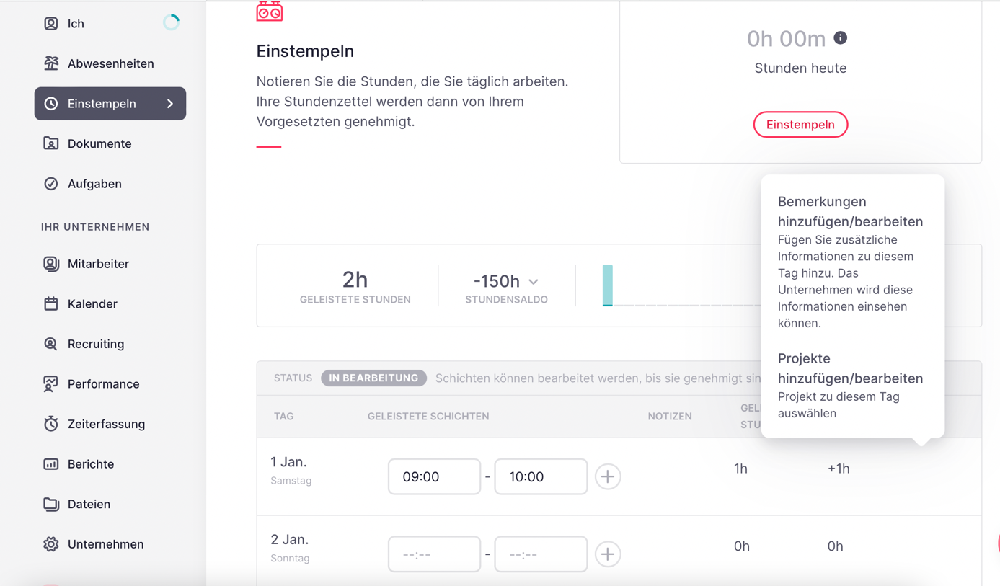 Ich
Abwesenheiten
Einstempeln
Dokumente
Aufgaben
IHR UNTERNEHMEN
Mitarbeiter
Kalender
Recruiting
Performance
Zeiterfassung
Berichte
Dateien
Unternehmen
Einstempeln
Notieren Sie die Stunden, die Sie täglich arbeiten.
Ihre Stundenzettel werden dann von Ihrem
Vorgesetzten genehmigt.
0h 00m
Stunden heute
Einstempeln
2h
GELEISTETE STUNDEN
-150h
STUNDENSALDO
Bemerkungen
hinzufügen/bearbeiten
Fügen Sie zusätzliche
Informationen zu diesem
Tag hinzu. Das
Unternehmen wird diese
Informationen einsehen
können.
Projekte
hinzufügen/bearbeiten
Projekt zu diesem Tag
auswählen
STATUS IN BEARBEITUNG Schichten können bearbeitet werden, bis sie genehmigt
TAG GELEISTETE SCHICHTEN NOTIZEN
1 Jan. 09:00 - 10:00 1h +1h
Samstag
2 Jan. --:-- - --:-- 0h 0h
Sonntag